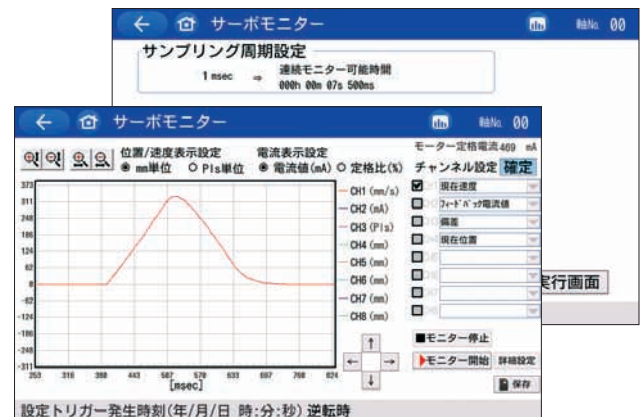 サーボモニター
軸No. 00
サンプリング周期設定
1 msec ⇒ 連続モニター可能時間
000h 00m 07s 500ms
実行画面
サーボモニター
軸No. 00
位置/速度表示設定
● mm単位 ○ Pls単位
電流表示設定
● 電流値(mA) ○ 定格比(%)
モーター定格電流 469 mA
チャンネル設定 確定
373
311
248
186
124
62
0
-62
-124
-186
-248
-311
253 316 443 507 570 633 697 760 824
[msec]
CH1 (mm/s)
CH2 (mA)
CH3 (Pls)
CH4 (mm)
CH5 (mm)
CH6 (mm)
CH7 (mm)
CH8 (mm)
CH1 現在速度
CH2 フィードバック電流値
CH3 偏差
CH4 現在位置
CH5
CH6
CH7
CH8
↑
← →
↓
■モニター停止
▶モニター開始 詳細設定
保存
設定トリガー発生時刻(年/月/日 時:分:秒) 逆転時